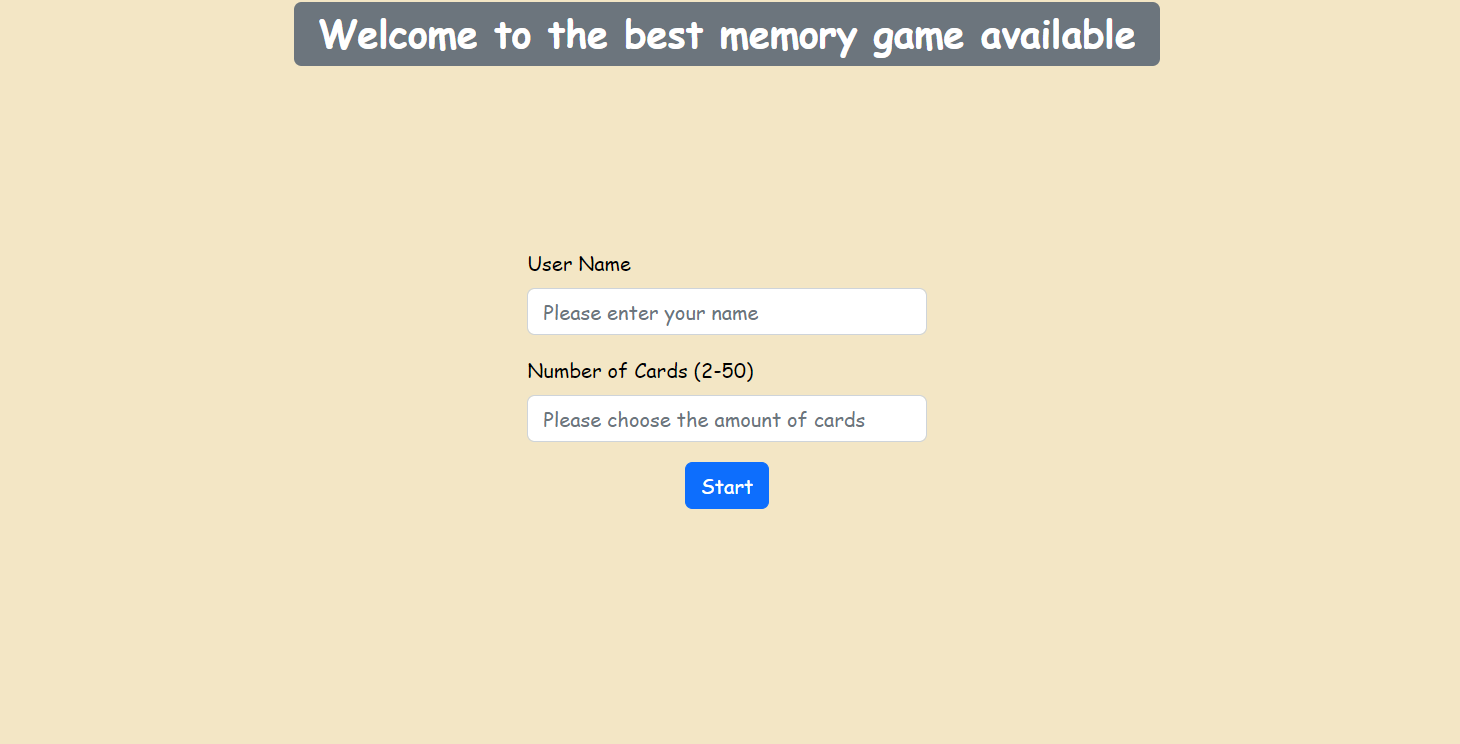 Welcome to the best memory game available
User Name
Please enter your name
Number of Cards (2-50)
Please choose the amount of cards
Start